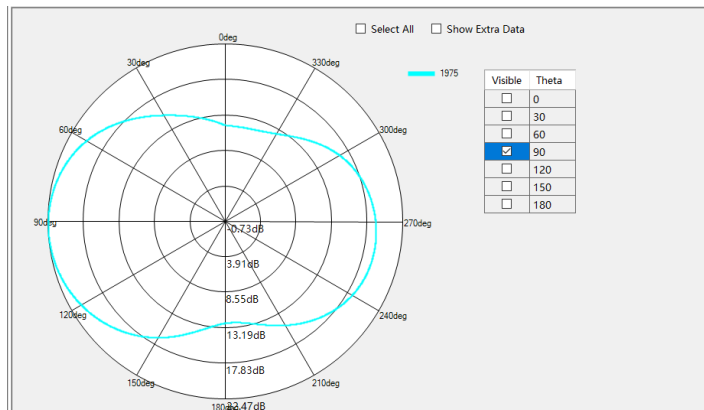 Select All
Show Extra Data
0deg
30deg
330deg
1975
Visible Theta
0
30
60
90
120
150
180
60deg
300deg
90deg
270deg
-0.73dB
3.91dB
8.55dB
120deg
240deg
13.19dB
17.83dB
150deg
210deg
22.47dB